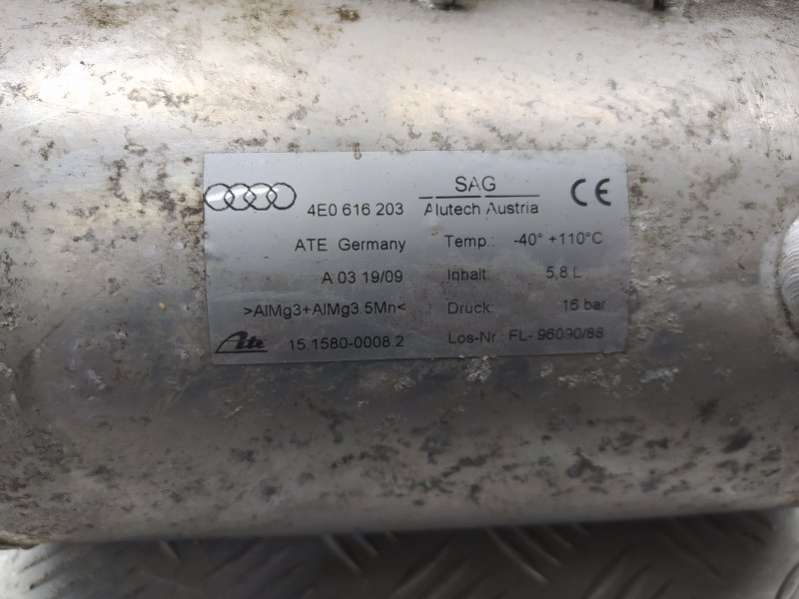 4E0 616 203
SAG
Alutech Austria
CE
ATE Germany
Temp.: -40° +110°C
A 03 19/09
Inhalt: 5,8 L
>AlMg3+AlMg3.5Mn<
Druck: 16 bar
Ate
15.1580-0008.2
Los-Nr FL-96090/88